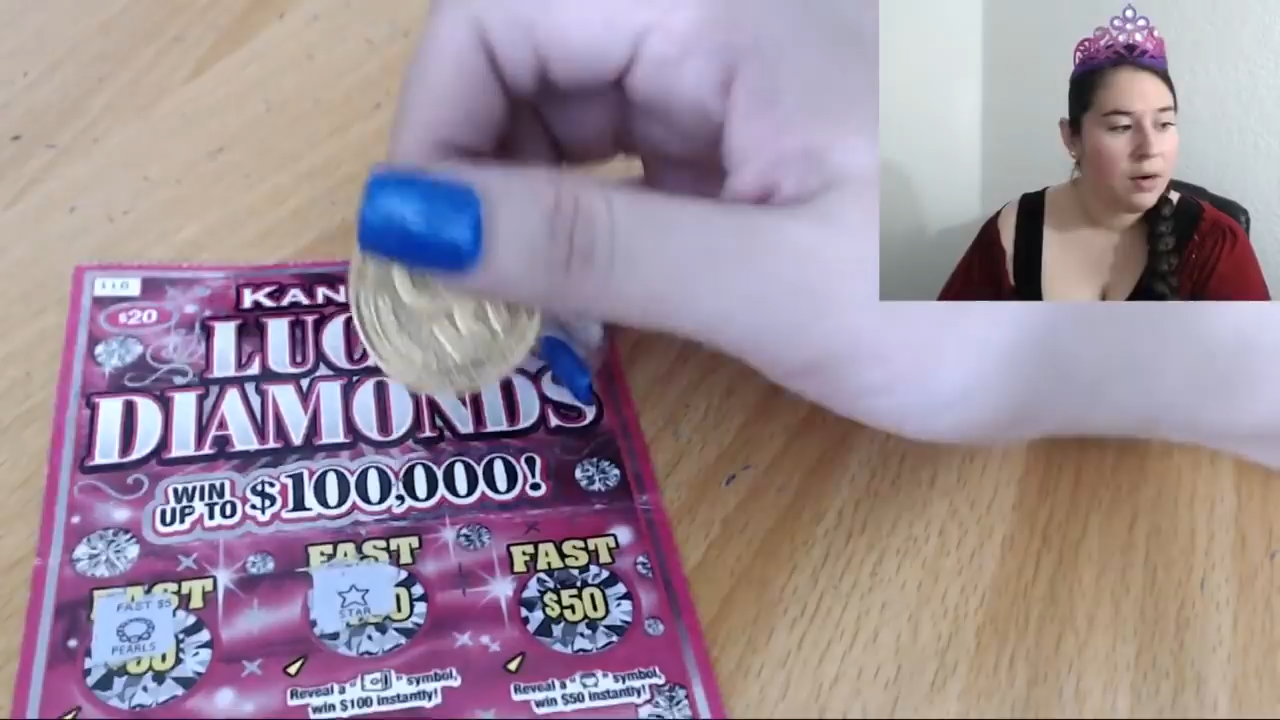 $20
KAN
LUC
DIAMONDS
WIN
UP TO $100,000!
FAST
FAST $5
PEARLS
FAST
STAR
FAST
$50
Reveal a " " symbol,
win $100 instantly!
Reveal a " " symbol,
win $50 instantly!